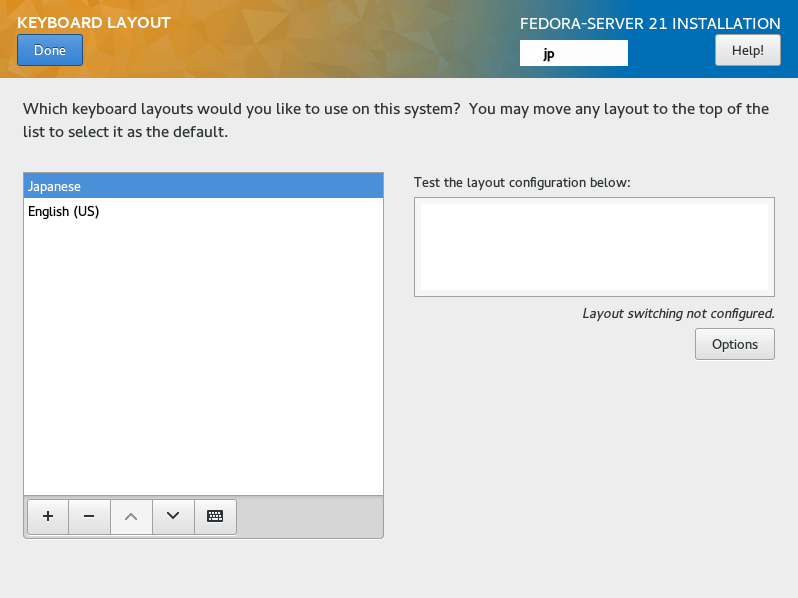 KEYBOARD LAYOUT
FEDORA-SERVER 21 INSTALLATION
Done
jp
Help!
Which keyboard layouts would you like to use on this system?  You may move any layout to the top of the
list to select it as the default.
Japanese
English (US)
Test the layout configuration below:
Layout switching not configured.
Options